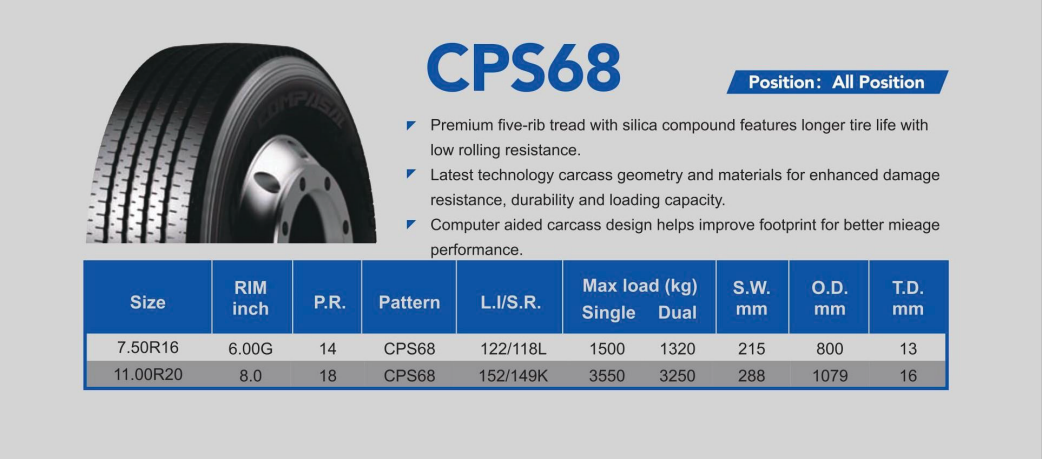 COMPASAL
CPS68
Position: All Position
Premium five-rib tread with silica compound features longer tire life with
low rolling resistance.
Latest technology carcass geometry and materials for enhanced damage
resistance, durability and loading capacity.
Computer aided carcass design helps improve footprint for better mieage
performance.
Size RIM inch P.R. Pattern L.I/S.R. Max load (kg) Single Dual S.W. mm O.D. mm T.D. mm
7.50R16 6.00G 14 CPS68 122/118L 1500 1320 215 800 13
11.00R20 8.0 18 CPS68 152/149K 3550 3250 288 1079 16